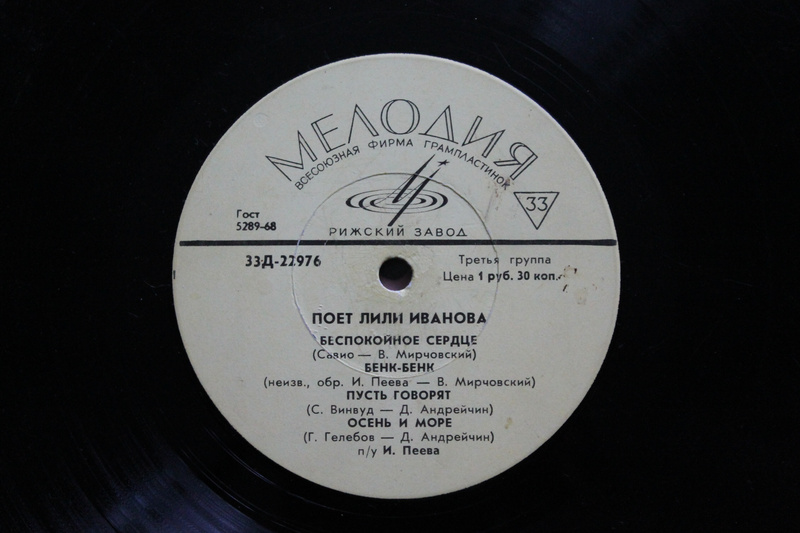 МЕЛОДИЯ
ВСЕСОЮЗНАЯ ФИРМА ГРАМПЛАСТИНОК
33
Гост
5289-68
РИЖСКИЙ ЗАВОД
33Д-22976
Третья группа
Цена 1 руб. 30 коп.
ПОЕТ ЛИЛИ ИВАНОВА
БЕСПОКОЙНОЕ СЕРДЦЕ
(Савио — В. Мирчовский)
БЕНК-БЕНК
(неизв., обр. И. Пеева — В. Мирчовский)
ПУСТЬ ГОВОРЯТ
(С. Винвуд — Д. Андрейчин)
ОСЕНЬ И МОРЕ
(Г. Гелебов — Д. Андрейчин)
п/у И. Пеева